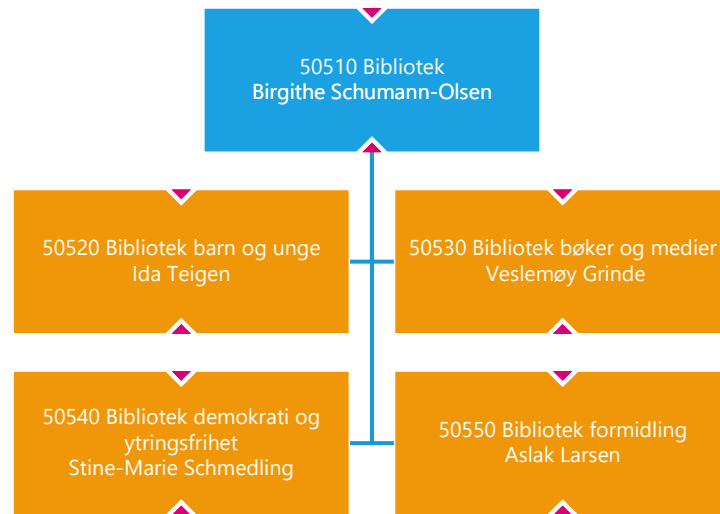 50510 Bibliotek
Birgithe Schumann-Olsen
50520 Bibliotek barn og unge
Ida Teigen
50530 Bibliotek bøker og medier
Veslemøy Grinde
50540 Bibliotek demokrati og
ytringsfrihet
Stine-Marie Schmedling
50550 Bibliotek formidling
Aslak Larsen